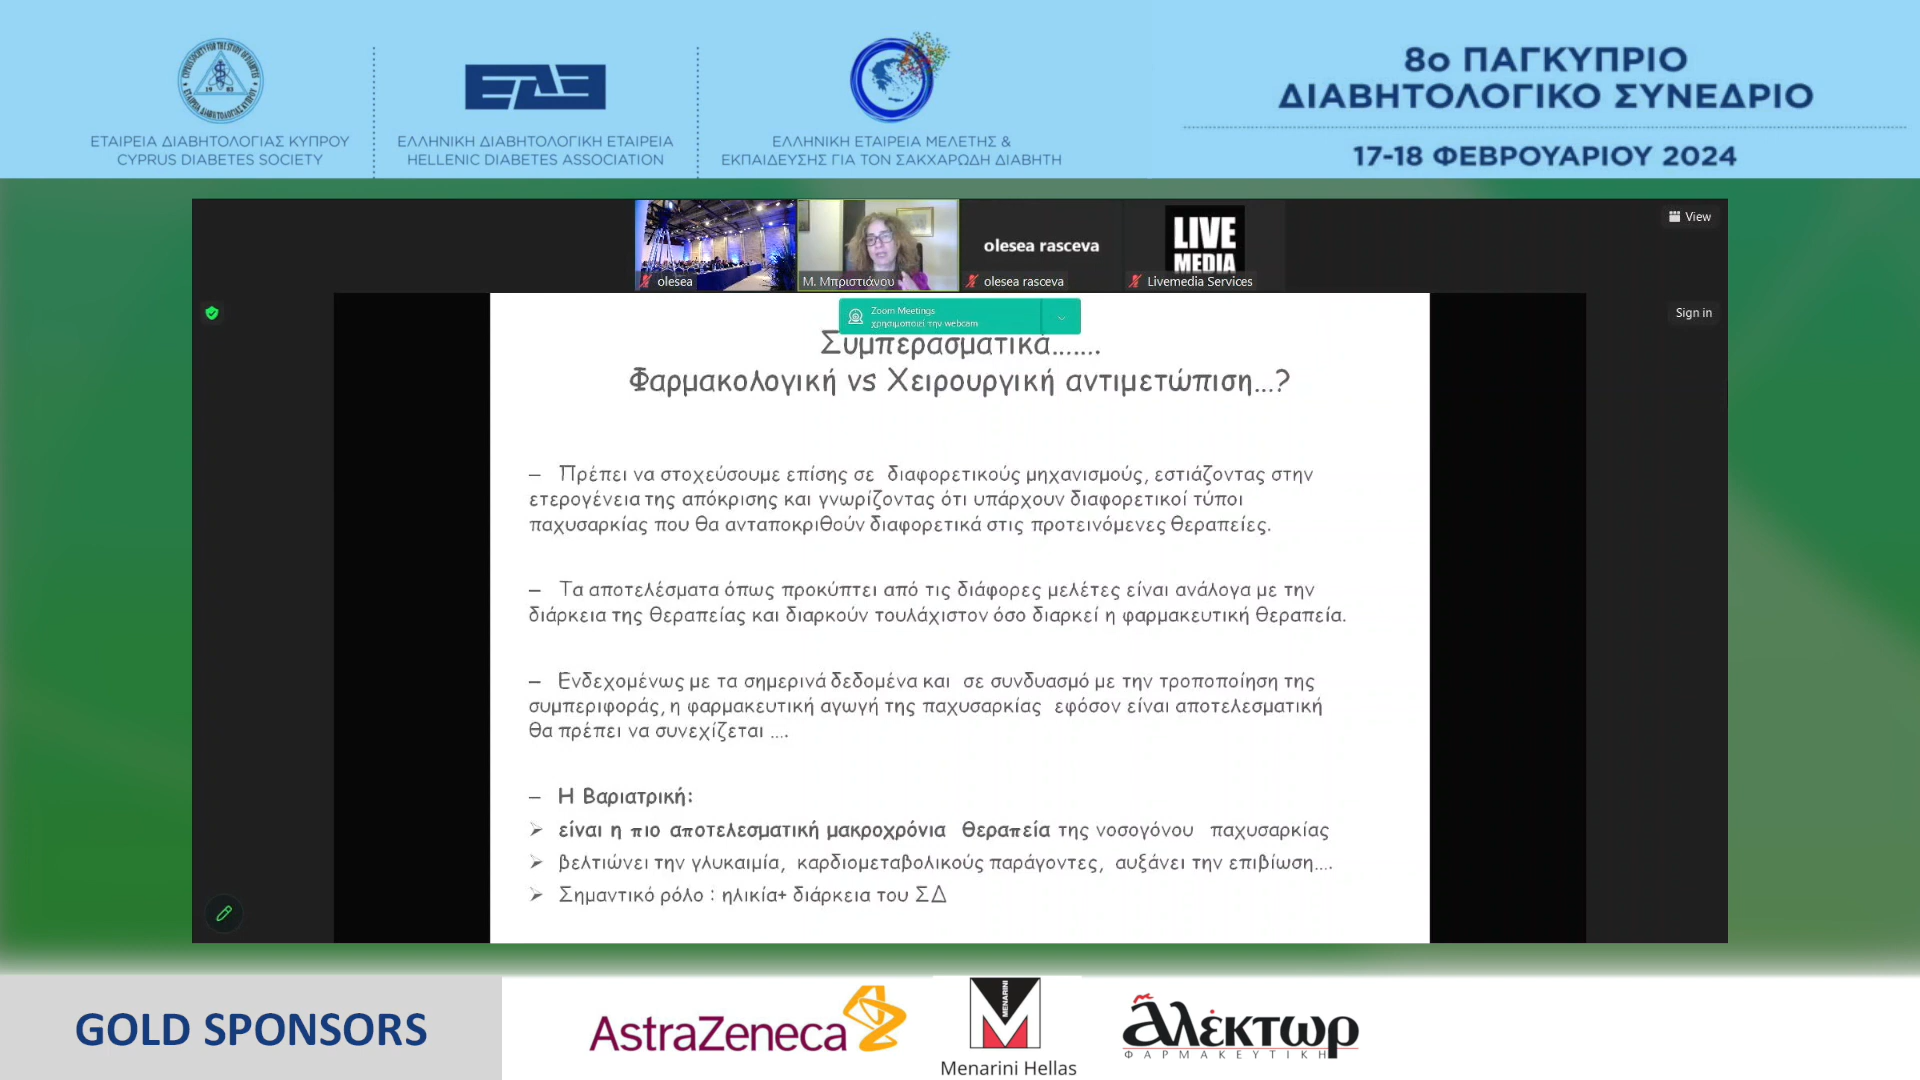 ΕΤΑΙΡΕΙΑ ΔΙΑΒΗΤΟΛΟΓΙΑΣ ΚΥΠΡΟΥ
CYPRUS DIABETES SOCIETY
ΕΛΛΗΝΙΚΗ ΔΙΑΒΗΤΟΛΟΓΙΚΗ ΕΤΑΙΡΕΙΑ
HELLENIC DIABETES ASSOCIATION
ΕΛΛΗΝΙΚΗ ΕΤΑΙΡΕΙΑ ΜΕΛΕΤΗΣ &
ΕΚΠΑΙΔΕΥΣΗΣ ΓΙΑ ΤΟΝ ΣΑΚΧΑΡΩΔΗ ΔΙΑΒΗΤΗ
8ο ΠΑΓΚΥΠΡΙΟ
ΔΙΑΒΗΤΟΛΟΓΙΚΟ ΣΥΝΕΔΡΙΟ
17-18 ΦΕΒΡΟΥΑΡΙΟΥ 2024
olesea
Μ. Μπριστιάνου
olesea rasceva
olesea rasceva
LIVE
MEDIA
Livemedia Services
View
Sign in
Zoom Meetings
χρησιμοποιεί την webcam
Συμπερασματικά.......
Φαρμακολογική vs Χειρουργική αντιμετώπιση...?
– Πρέπει να στοχεύσουμε επίσης σε διαφορετικούς μηχανισμούς, εστιάζοντας στην
ετερογένεια της απόκρισης και γνωρίζοντας ότι υπάρχουν διαφορετικοί τύποι
παχυσαρκίας που θα ανταποκριθούν διαφορετικά στις προτεινόμενες θεραπείες.
– Τα αποτελέσματα όπως προκύπτει από τις διάφορες μελέτες είναι ανάλογα με την
διάρκεια της θεραπείας και διαρκούν τουλάχιστον όσο διαρκεί η φαρμακευτική θεραπεία.
– Ενδεχομένως με τα σημερινά δεδομένα και σε συνδυασμό με την τροποποίηση της
συμπεριφοράς, η φαρμακευτική αγωγή της παχυσαρκίας εφόσον είναι αποτελεσματική
θα πρέπει να συνεχίζεται ....
– Η Βαριατρική:
➢ είναι η πιο αποτελεσματική μακροχρόνια θεραπεία της νοσογόνου παχυσαρκίας
➢ βελτιώνει την γλυκαιμία, καρδιομεταβολικούς παράγοντες, αυξάνει την επιβίωση....
➢ Σημαντικό ρόλο : ηλικία+ διάρκεια του ΣΔ
GOLD SPONSORS
AstraZeneca
MENARINI
Menarini Hellas
άλέκτωρ
ΦΑΡΜΑΚΕΥΤΙΚΗ